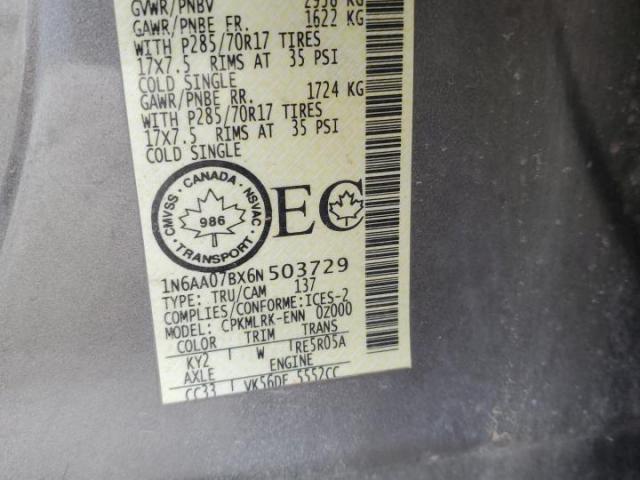 GVWR/PNBV 2958 KG
GAWR/PNBE FR. 1622 KG
WITH P285/70R17 TIRES
17X7.5 RIMS AT 35 PSI
COLD SINGLE
GAWR/PNBE RR. 1724 KG
WITH P285/70R17 TIRES
17X7.5 RIMS AT 35 PSI
COLD SINGLE
CMVSS • CANADA • NSVAC
986
TRANSPORT
EC
1N6AA07BX6N503729
TYPE: TRU/CAM 137
COMPLIES/CONFORME:ICES-2
MODEL: CPKMLRK-ENN 0Z000
COLOR TRIM TRANS
KY2 W RE5R05A
AXLE ENGINE
CC33 VK56DE 5552CC